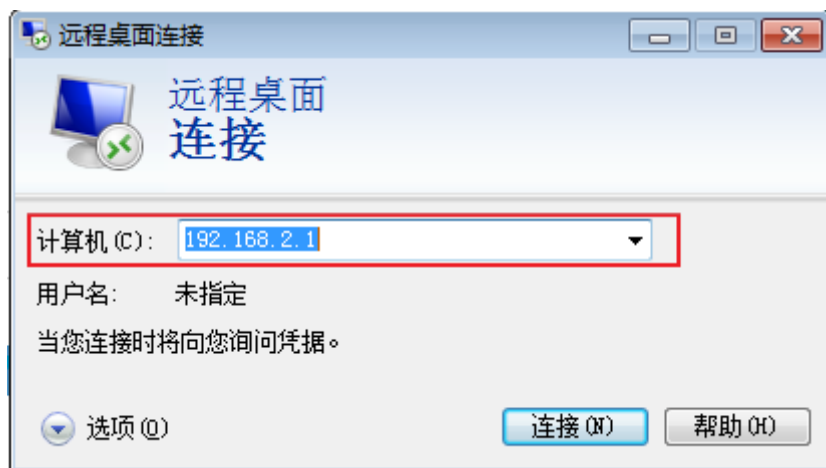 远程桌面连接
远程桌面
连接
计算机(C): 192.168.2.1
用户名: 未指定
当您连接时将向您询问凭据。
选项(O) 连接(N) 帮助(H)